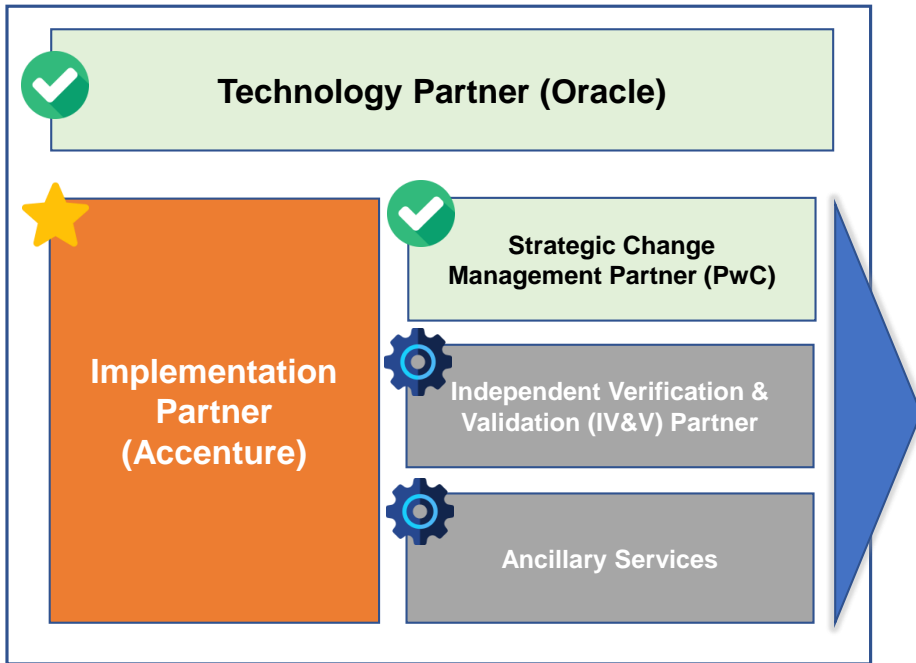 Technology Partner (Oracle)
Strategic Change
Management Partner (PwC)
Implementation
Partner
(Accenture)
Independent Verification &
Validation (IV&V) Partner
Ancillary Services